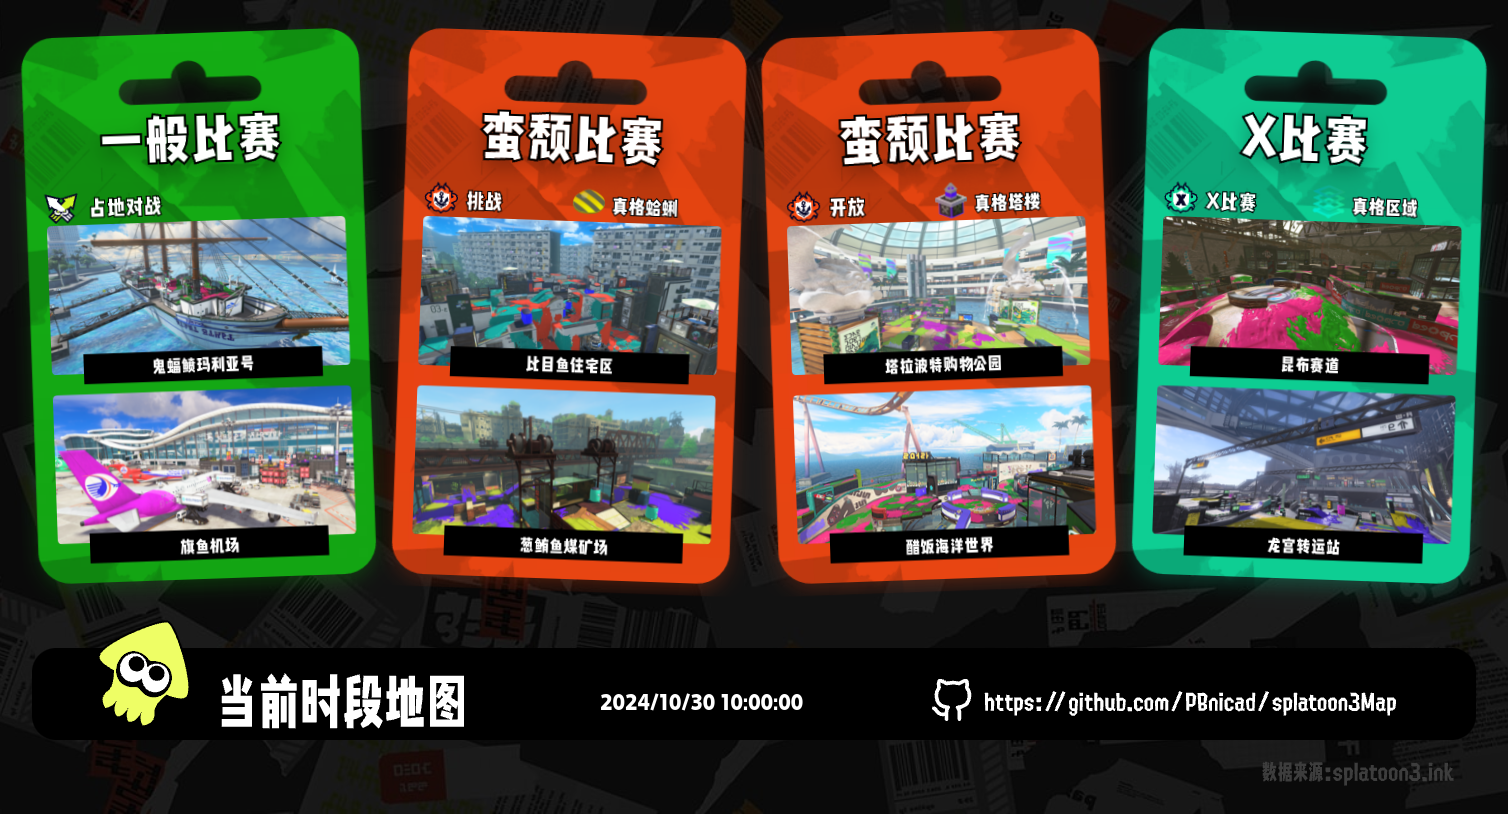 一般比赛
占地对战
鬼蝠鲼玛利亚号
旗鱼机场
蛮颓比赛
挑战
真格蛤蜊
比目鱼住宅区
葱鲔鱼煤矿场
蛮颓比赛
开放
真格塔楼
塔拉波特购物公园
醋饭海洋世界
X比赛
X比赛
真格区域
昆布赛道
龙宫转运站
当前时段地图
2024/10/30 10:00:00
https://github.com/PBnicad/splatoon3Map
数据来源:splatoon3.ink